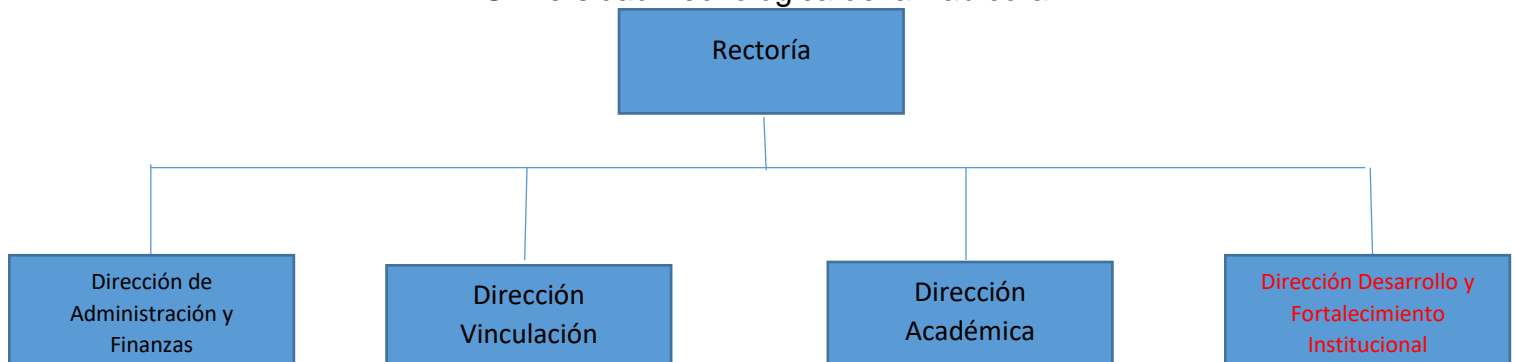 Rectoría
Dirección de
Administración y
Finanzas
Dirección
Vinculación
Dirección
Académica
Dirección Desarrollo y
Fortalecimiento
Institucional